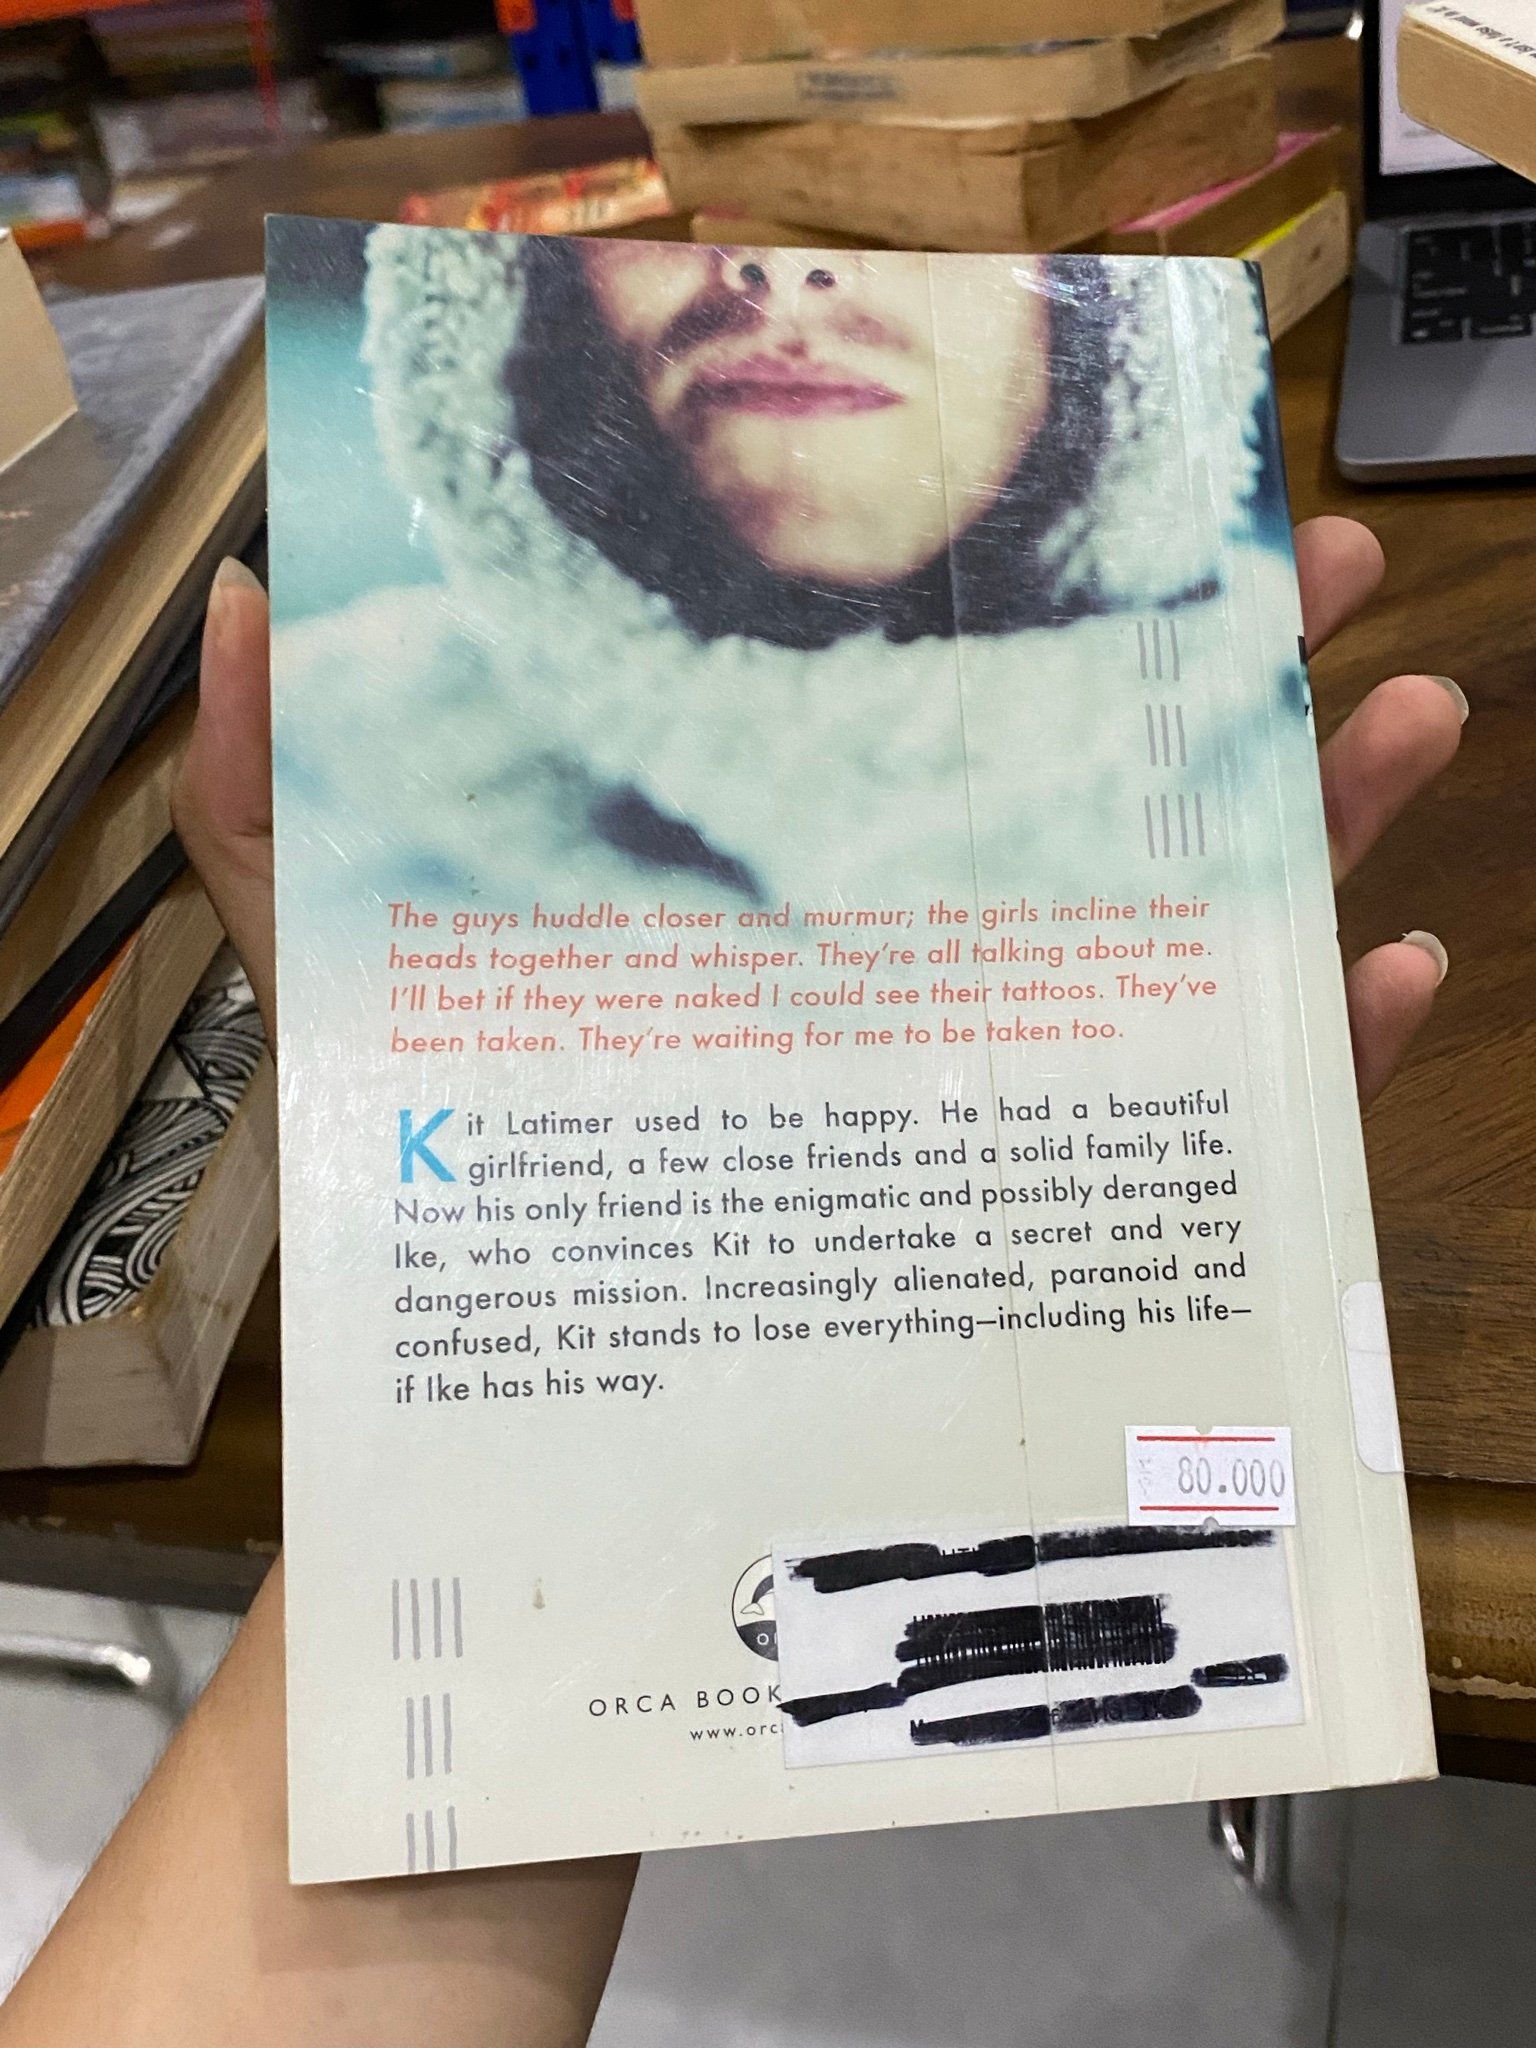 The guys huddle closer and murmur; the girls incline their
heads together and whisper. They're all talking about me.
I'll bet if they were naked I could see their tattoos. They've
been taken. They're waiting for me to be taken too.
Kit Latimer used to be happy. He had a beautiful
girlfriend, a few close friends and a solid family life.
Now his only friend is the enigmatic and possibly deranged
Ike, who convinces Kit to undertake a secret and very
dangerous mission. Increasingly alienated, paranoid and
confused, Kit stands to lose everything—including his life—
if Ike has his way.
80.000
ORCA BOOK
www.orc